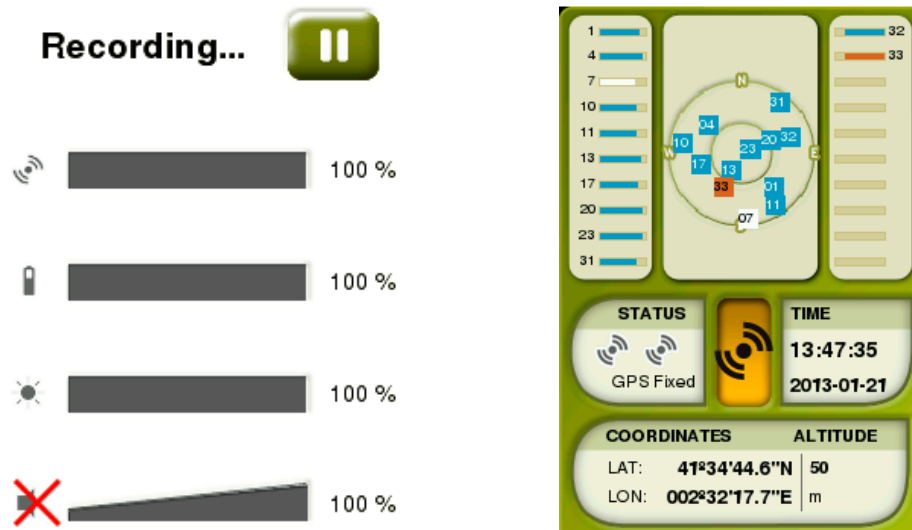 Recording...
100 %
100 %
100 %
100 %
1
4
7
10
11
13
17
20
23
31
N
31
04
20
32
10
23
W
E
17
13
33
01
11
07
32
33
STATUS
GPS Fixed
TIME
13:47:35
2013-01-21
COORDINATES
ALTITUDE
LAT: 41º34'44.6"N 50
LON: 002º32'17.7"E m